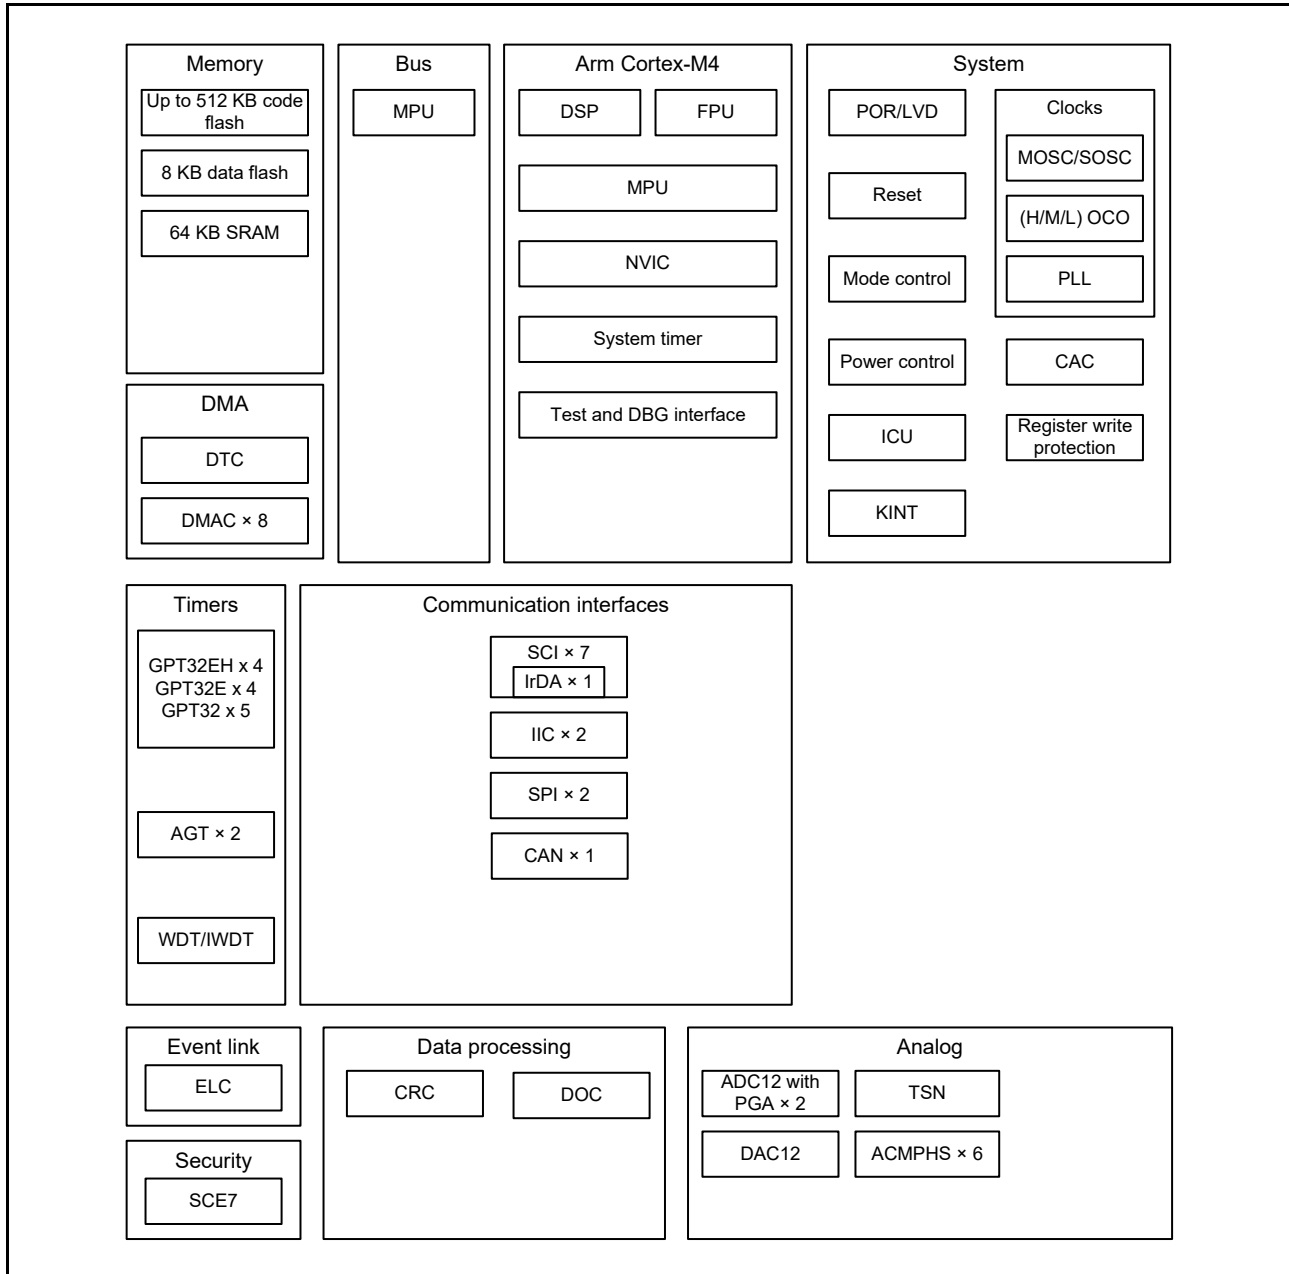 Memory
Up to 512 KB code
flash
8 KB data flash
64 KB SRAM
DMA
DTC
DMAC × 8
Bus
MPU
Arm Cortex-M4
DSP
FPU
MPU
NVIC
System timer
Test and DBG interface
System
POR/LVD
Reset
Mode control
Power control
ICU
KINT
Clocks
MOSC/SOSC
(H/M/L) OCO
PLL
CAC
Register write
protection
Timers
GPT32EH x 4
GPT32E x 4
GPT32 x 5
AGT × 2
WDT/IWDT
Communication interfaces
SCI × 7
IrDA × 1
IIC × 2
SPI × 2
CAN × 1
Event link
ELC
Security
SCE7
Data processing
CRC
DOC
Analog
ADC12 with
PGA × 2
TSN
DAC12
ACMPHS × 6